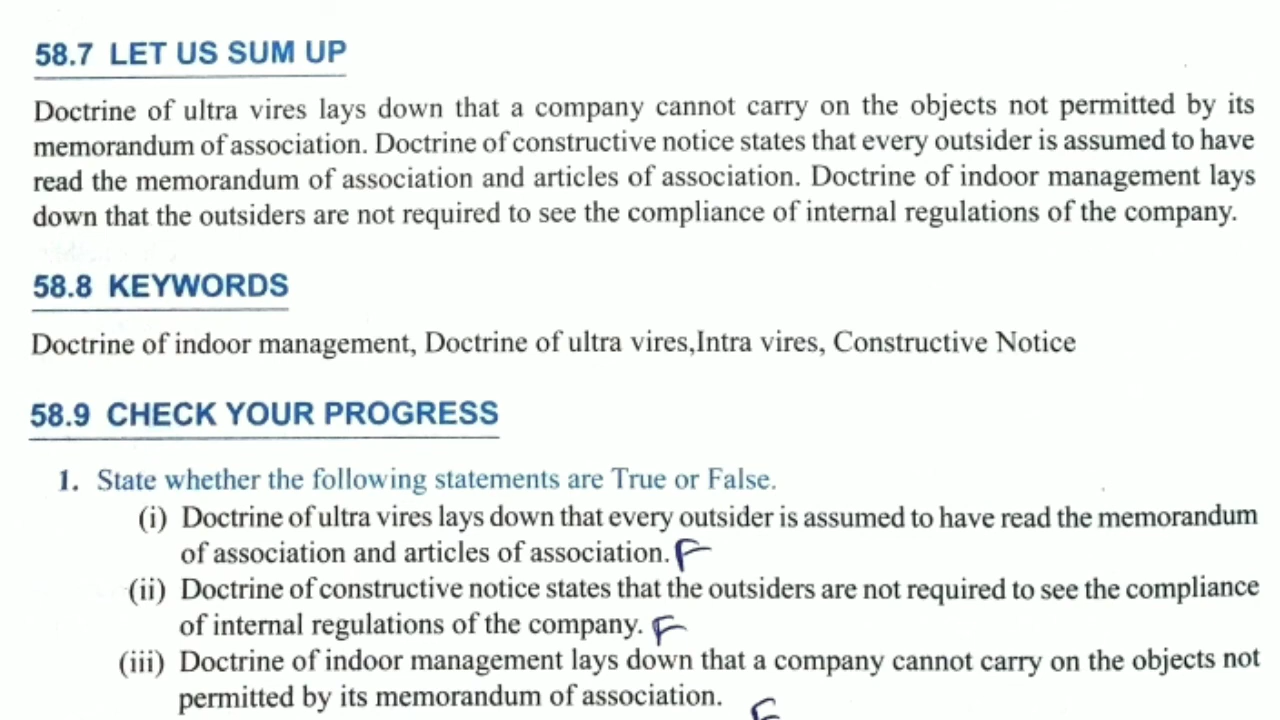 58.7 LET US SUM UP
Doctrine of ultra vires lays down that a company cannot carry on the objects not permitted by its
memorandum of association. Doctrine of constructive notice states that every outsider is assumed to have
read the memorandum of association and articles of association. Doctrine of indoor management lays
down that the outsiders are not required to see the compliance of internal regulations of the company.
58.8 KEYWORDS
Doctrine of indoor management, Doctrine of ultra vires,Intra vires, Constructive Notice
58.9 CHECK YOUR PROGRESS
1. State whether the following statements are True or False.
(i) Doctrine of ultra vires lays down that every outsider is assumed to have read the memorandum
of association and articles of association. F
(ii) Doctrine of constructive notice states that the outsiders are not required to see the compliance
of internal regulations of the company. F
(iii) Doctrine of indoor management lays down that a company cannot carry on the objects not
permitted by its memorandum of association. F